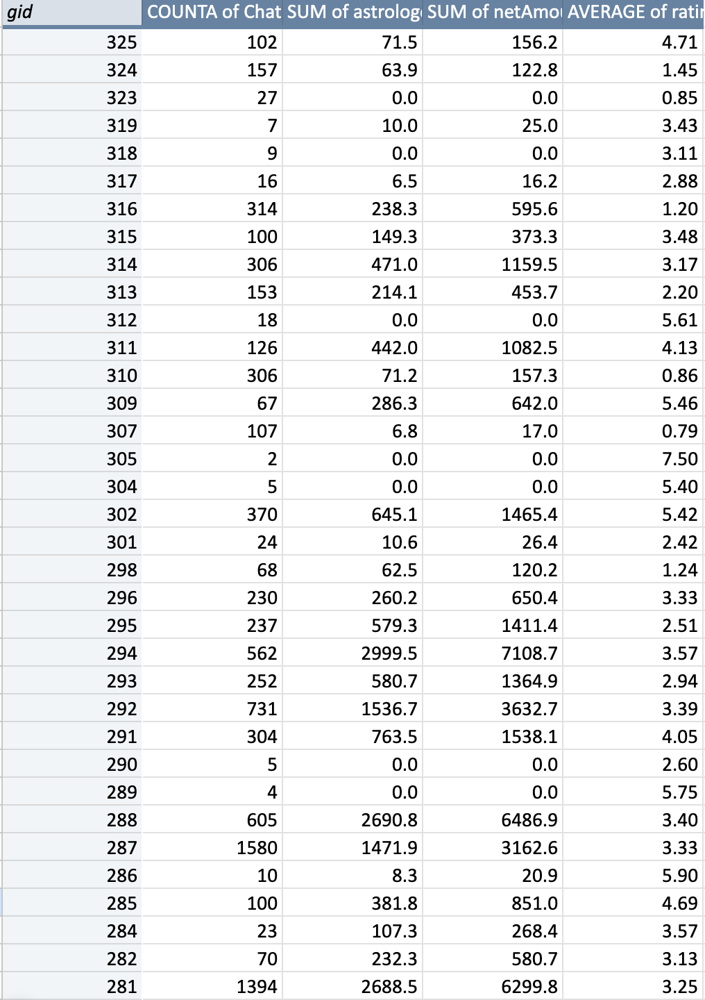 gid COUNTA of Chat SUM of astrolog SUM of netAmou AVERAGE of ratin
325 102 71.5 156.2 4.71
324 157 63.9 122.8 1.45
323 27 0.0 0.0 0.85
319 7 10.0 25.0 3.43
318 9 0.0 0.0 3.11
317 16 6.5 16.2 2.88
316 314 238.3 595.6 1.20
315 100 149.3 373.3 3.48
314 306 471.0 1159.5 3.17
313 153 214.1 453.7 2.20
312 18 0.0 0.0 5.61
311 126 442.0 1082.5 4.13
310 306 71.2 157.3 0.86
309 67 286.3 642.0 5.46
307 107 6.8 17.0 0.79
305 2 0.0 0.0 7.50
304 5 0.0 0.0 5.40
302 370 645.1 1465.4 5.42
301 24 10.6 26.4 2.42
298 68 62.5 120.2 1.24
296 230 260.2 650.4 3.33
295 237 579.3 1411.4 2.51
294 562 2999.5 7108.7 3.57
293 252 580.7 1364.9 2.94
292 731 1536.7 3632.7 3.39
291 304 763.5 1538.1 4.05
290 5 0.0 0.0 2.60
289 4 0.0 0.0 5.75
288 605 2690.8 6486.9 3.40
287 1580 1471.9 3162.6 3.33
286 10 8.3 20.9 5.90
285 100 381.8 851.0 4.69
284 23 107.3 268.4 3.57
282 70 232.3 580.7 3.13
281 1394 2688.5 6299.8 3.25